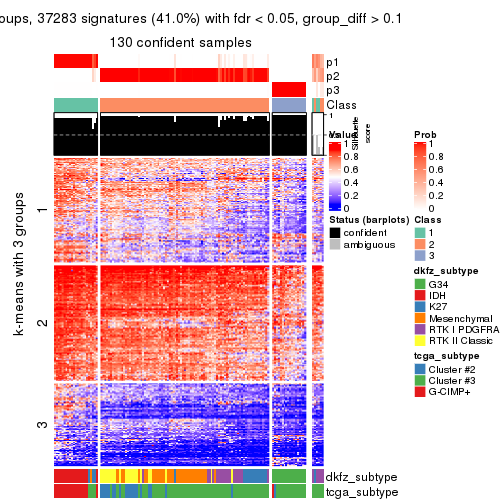 oups, 37283 signatures (41.0%) with fdr < 0.05, group_diff > 0.1
130 confident samples
p1
p2
p3
Class
1
Silhouette score
k-means with 3 groups
1
2
3
Value
1
0.8
0.6
0.4
0.2
0
Prob
1
0.8
0.6
0.4
0.2
0
Status (barplots)
confident
ambiguous
Class
1
2
3
dkfz_subtype
G34
IDH
K27
Mesenchymal
RTK I PDGFRA
RTK II Classic
tcga_subtype
Cluster #2
Cluster #3
G-CIMP+
dkfz_subtype
tcga_subtype